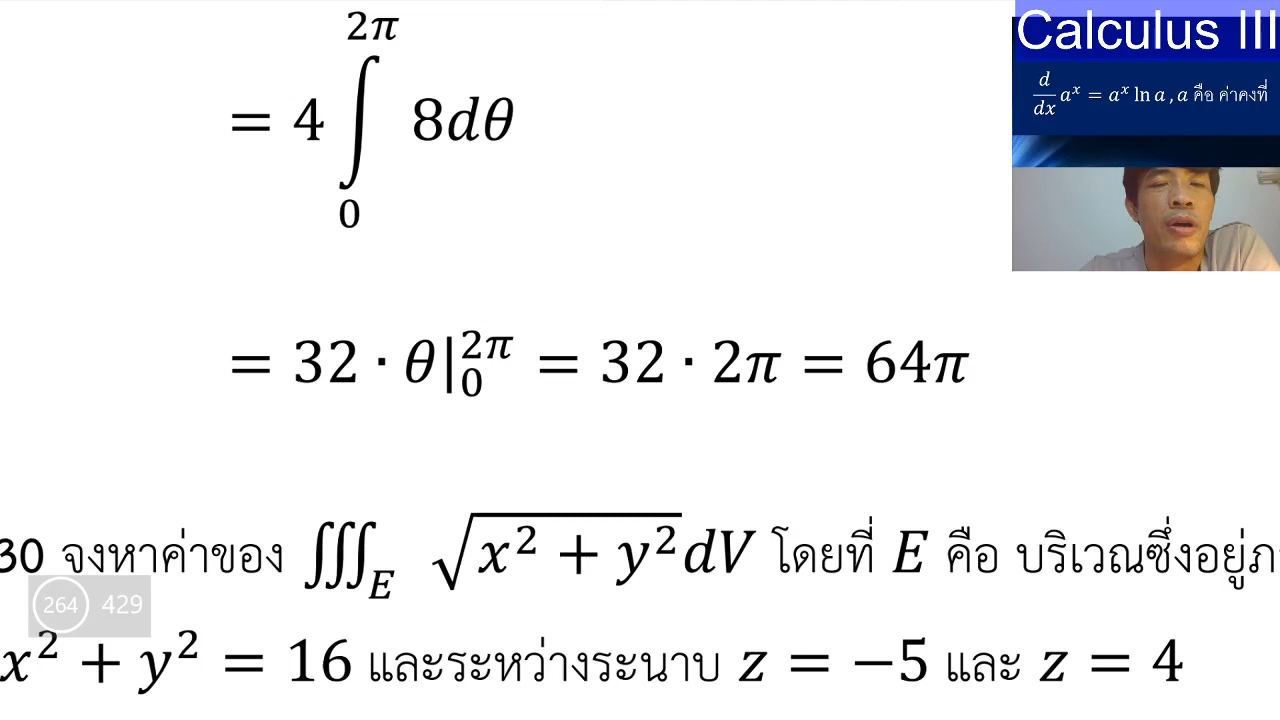 2π
= 4 ∫ 8dθ
0
= 32 · θ|₀^{2π} = 32 · 2π = 64π
30 จงหาค่าของ ∭_E √(x² + y²) dV โดยที่ E คือ บริเวณซึ่งอยู่ภ
264 429
x² + y² = 16 และระหว่างระนาบ z = −5 และ z = 4
Calculus III
d/dx aˣ = aˣ ln a , a คือ ค่าคงที่